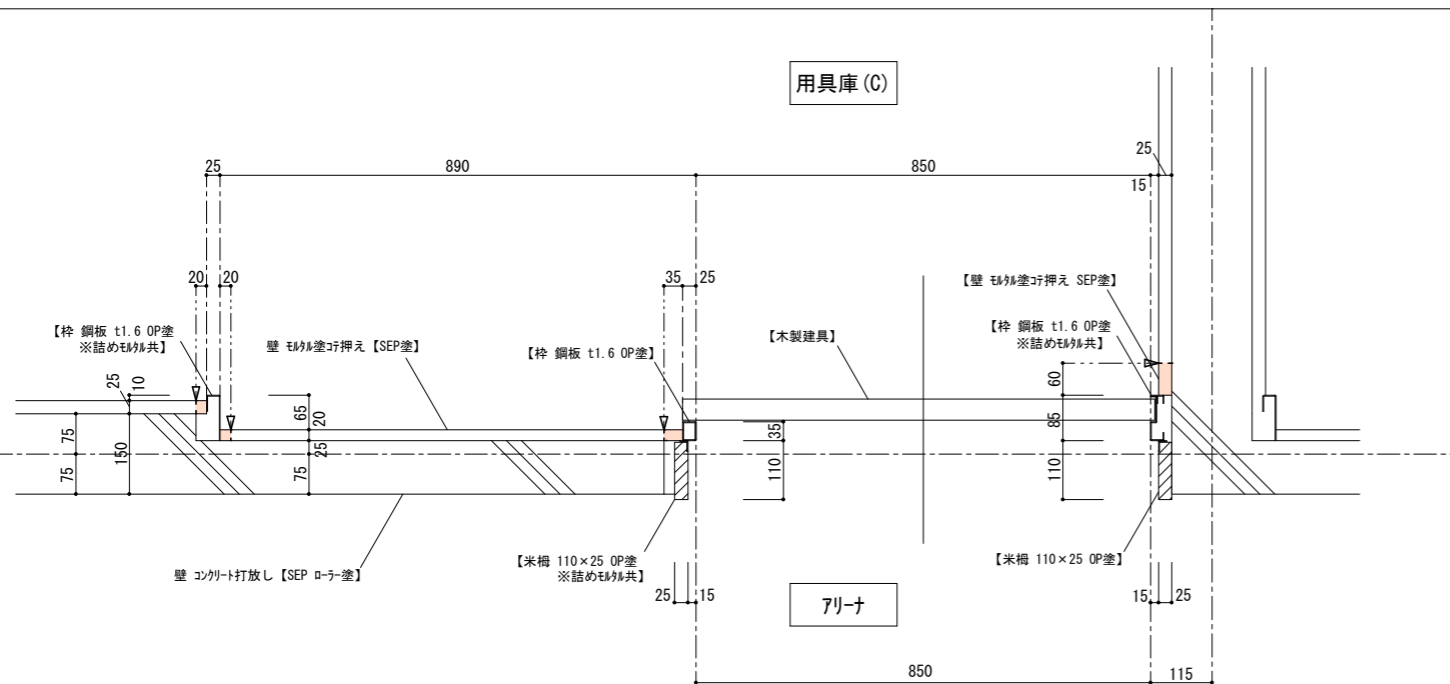 用具庫(C)
25
890
850
25
15
20
20
35
25
【枠 鋼板 t1.6 OP塗
※詰めモルタル共】
壁 モルタル塗コテ押え【SEP塗】
【枠 鋼板 t1.6 OP塗】
【木製建具】
【壁 モルタル塗コテ押え SEP塗】
【枠 鋼板 t1.6 OP塗
※詰めモルタル共】
25
10
75
75
150
65
20
25
75
35
110
60
85
110
壁 コンクリート打放し【SEP ローラー塗】
【米栂 110×25 OP塗
※詰めモルタル共】
【米栂 110×25 OP塗】
25
15
アリーナ
15
25
850
115